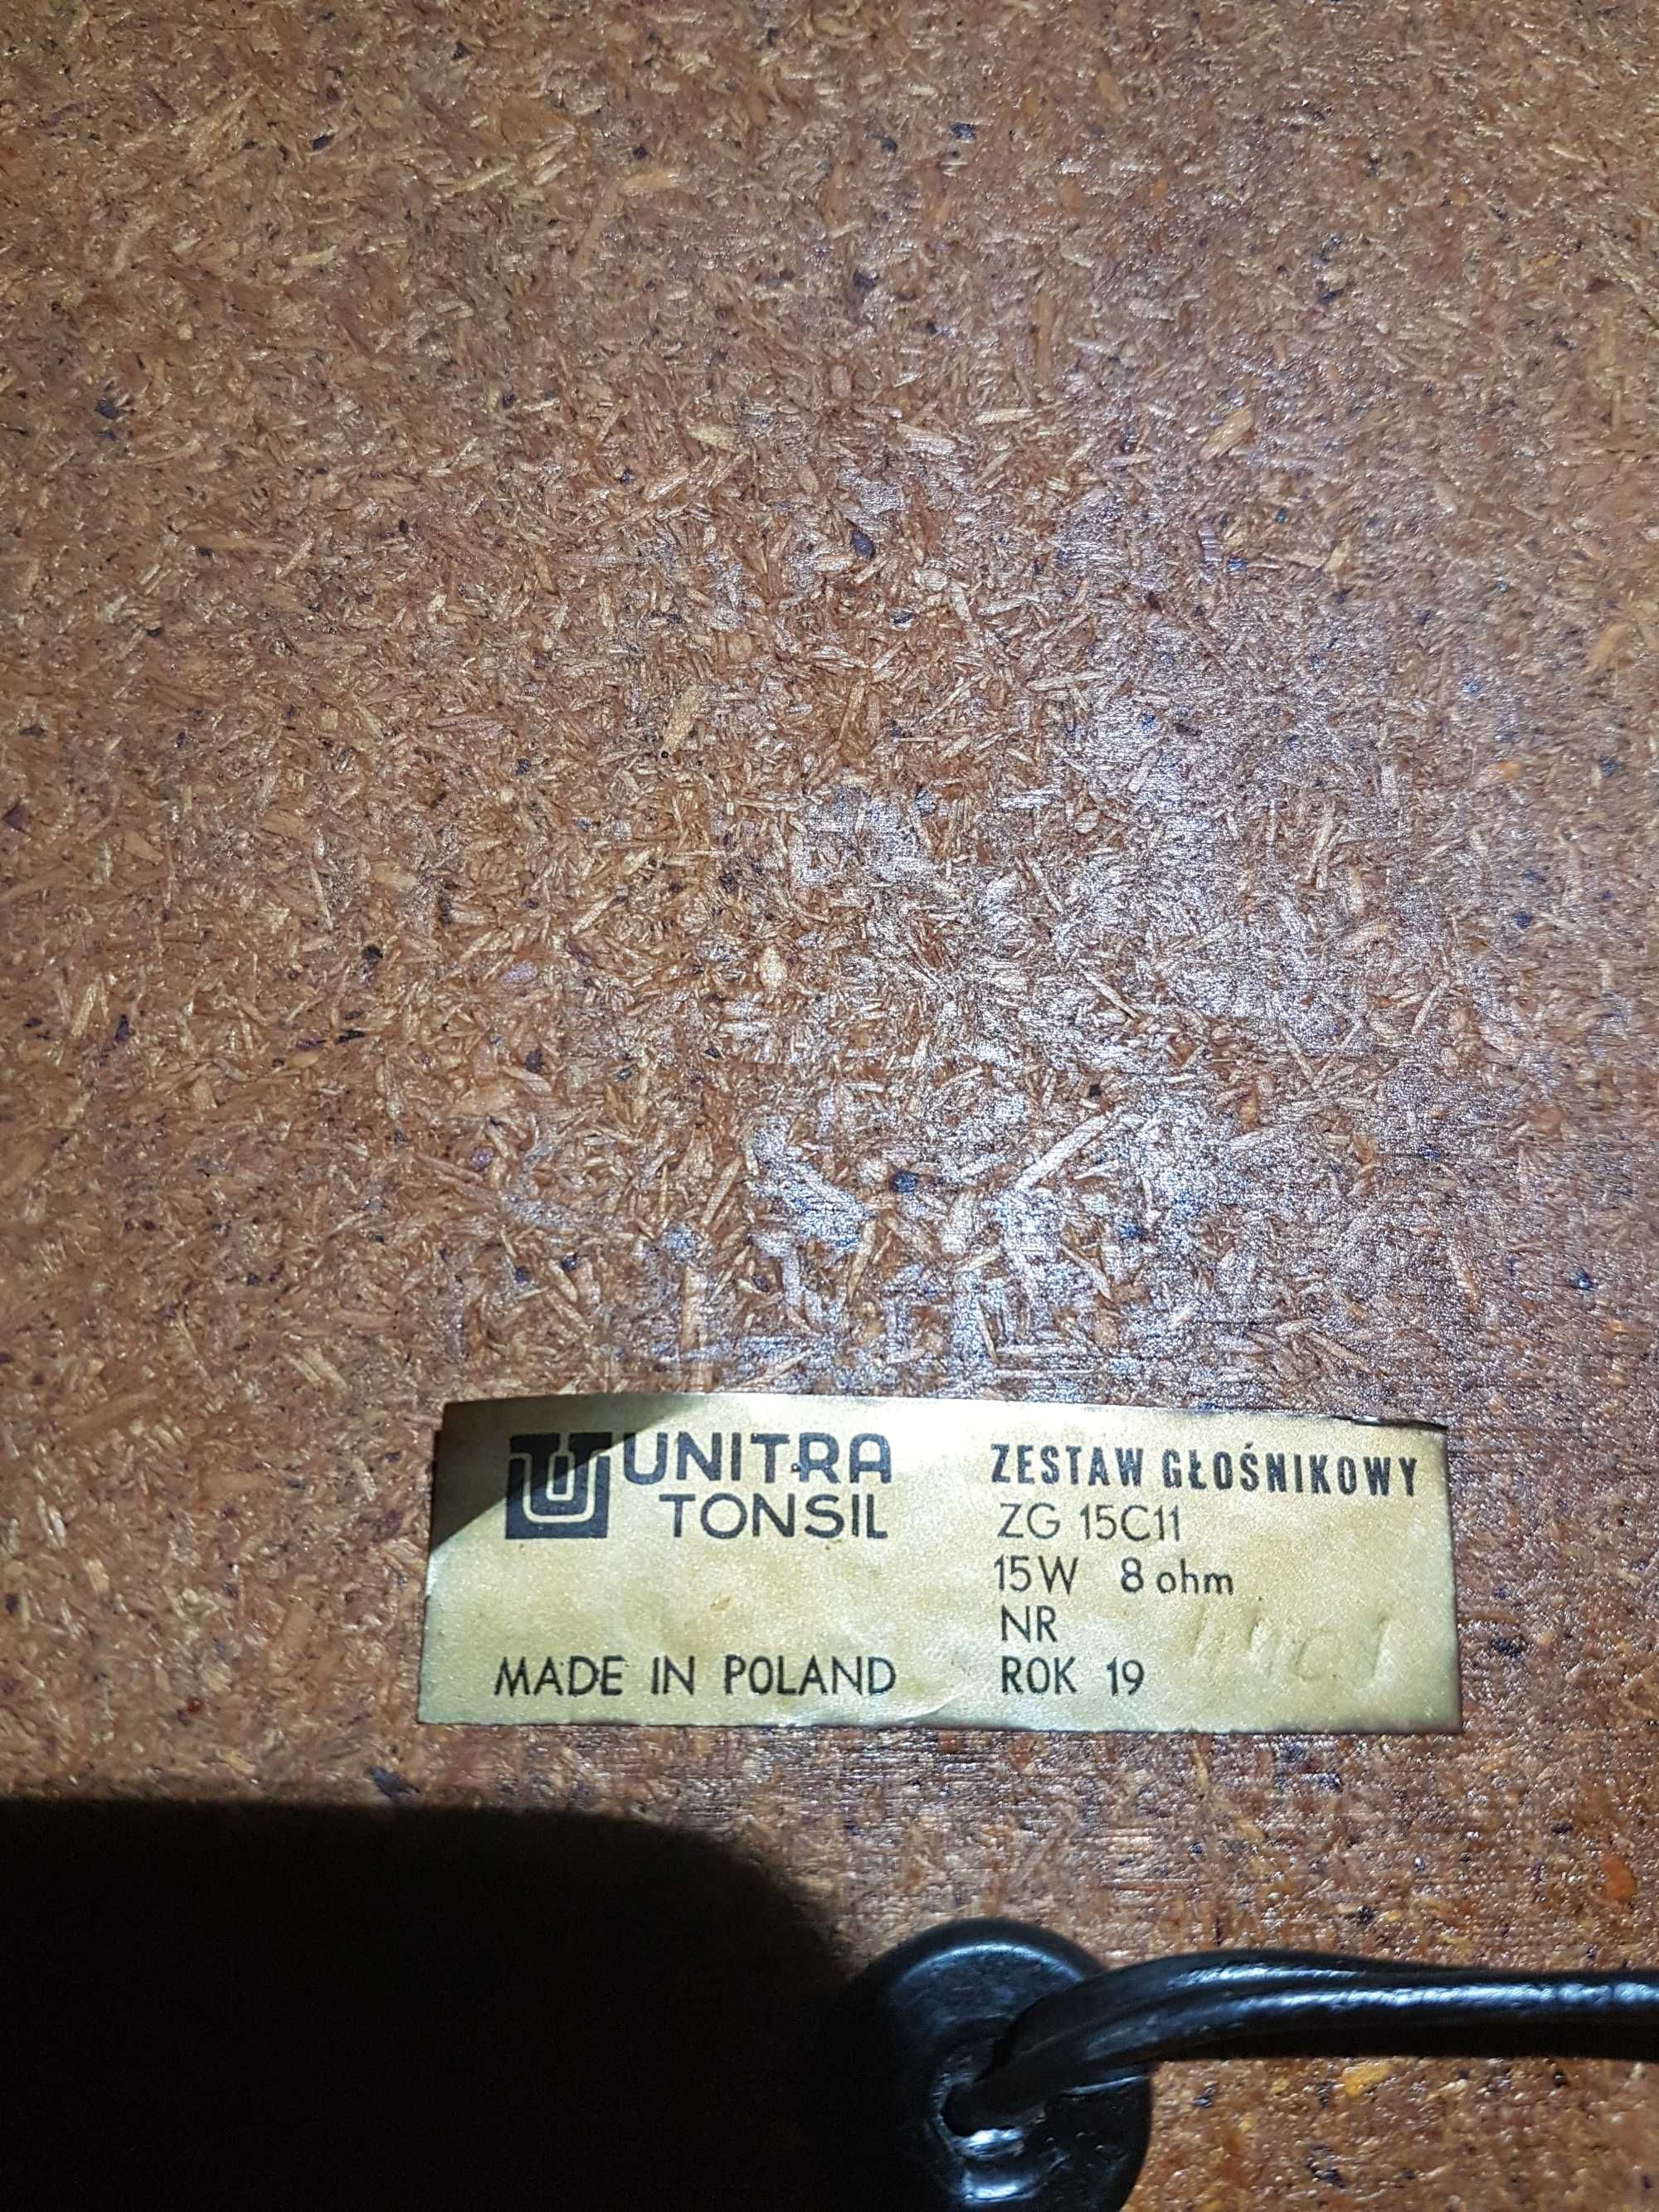 UNITRA
TONSIL
MADE IN POLAND
ZESTAW GŁOŚNIKOWY
ZG 15C11
15W 8 ohm
NR
ROK 19